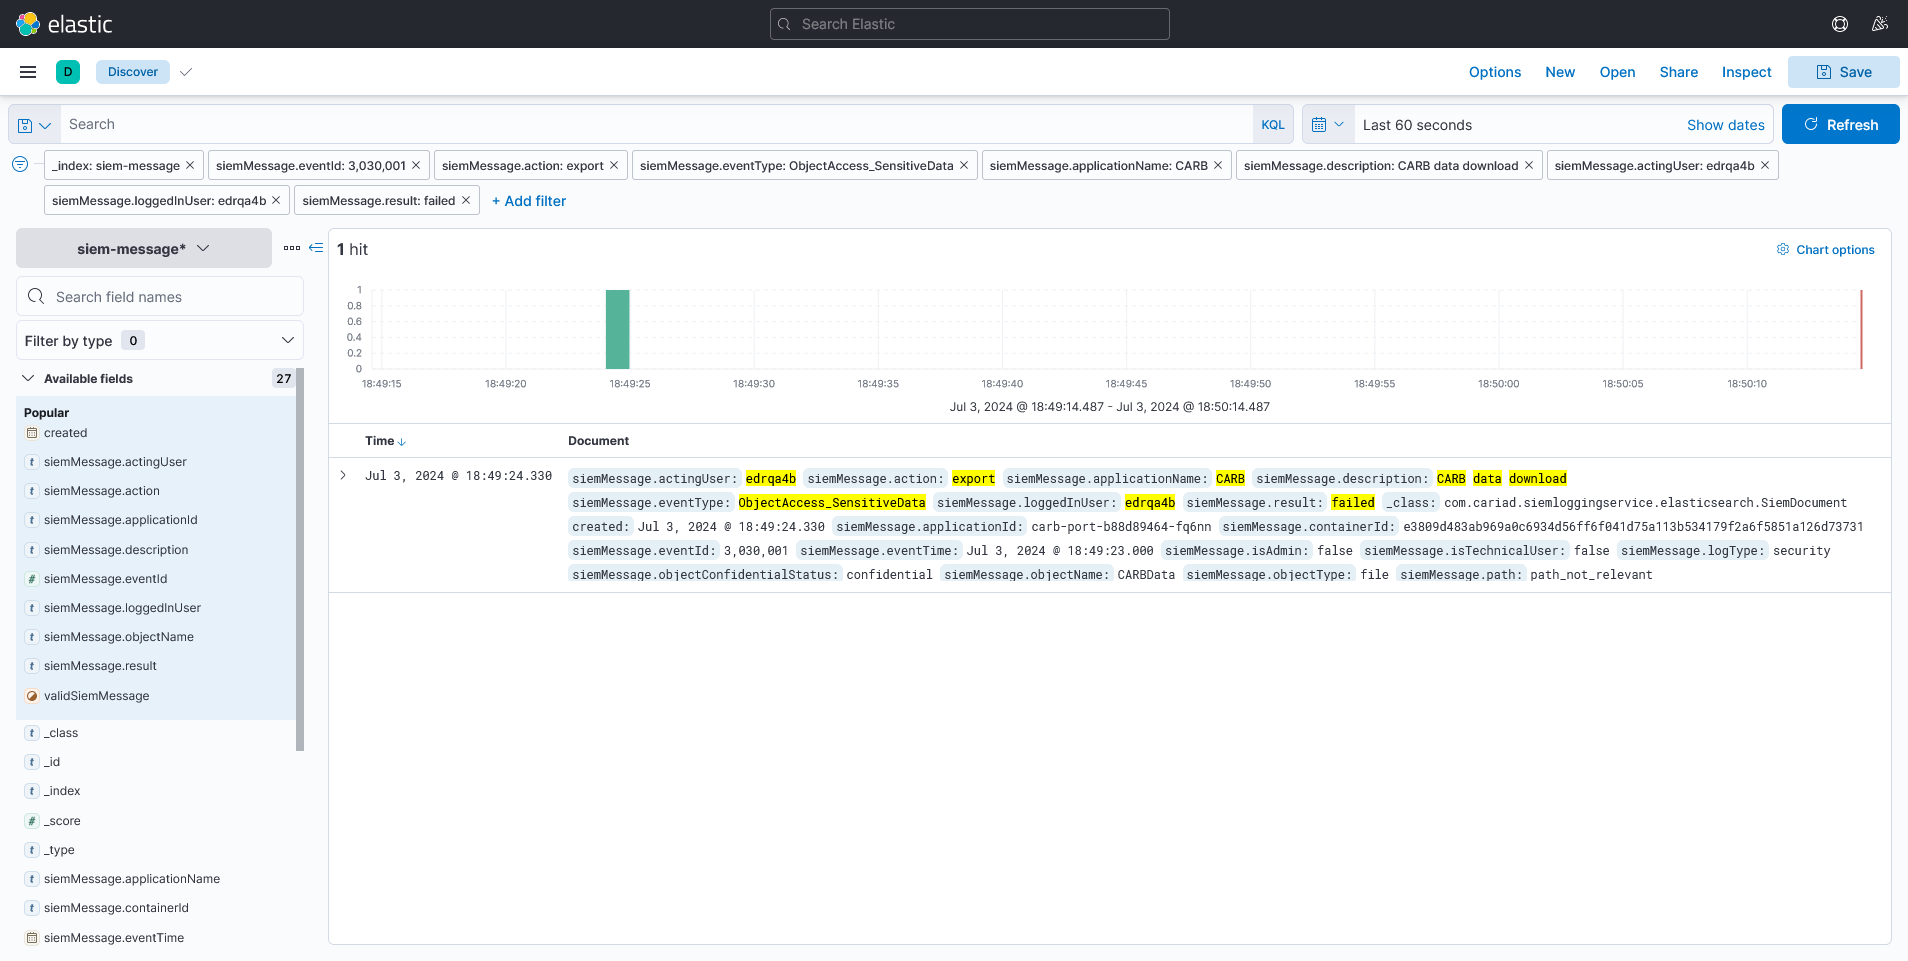 elastic
Search Elastic
D Discover Options New Open Share Inspect Save
Search KQL Last 60 seconds Show dates Refresh
_index: siem-message siemMessage.eventId: 3,030,001 siemMessage.action: export siemMessage.eventType: ObjectAccess_SensitiveData siemMessage.applicationName: CARB siemMessage.description: CARB data download siemMessage.actingUser: edrqa4b
siemMessage.loggedInUser: edrqa4b siemMessage.result: failed + Add filter
siem-message*
Search field names
Filter by type 0
Available fields 27
Popular
created
siemMessage.actingUser
siemMessage.action
siemMessage.applicationId
siemMessage.description
siemMessage.eventId
siemMessage.loggedInUser
siemMessage.objectName
siemMessage.result
validSiemMessage
_class
_id
_index
_score
_type
siemMessage.applicationName
siemMessage.containerId
siemMessage.eventTime
1 hit Chart options
1
0.8
0.6
0.4
0.2
0
18:49:15 18:49:20 18:49:25 18:49:30 18:49:35 18:49:40 18:49:45 18:49:50 18:49:55 18:50:00 18:50:05 18:50:10
Jul 3, 2024 @ 18:49:14.487 - Jul 3, 2024 @ 18:50:14.487
Time Document
Jul 3, 2024 @ 18:49:24.330 siemMessage.actingUser: edrqa4b siemMessage.action: export siemMessage.applicationName: CARB siemMessage.description: CARB data download
siemMessage.eventType: ObjectAccess_SensitiveData siemMessage.loggedInUser: edrqa4b siemMessage.result: failed _class: com.cariad.siemloggingservice.elasticsearch.SiemDocument
created: Jul 3, 2024 @ 18:49:24.330 siemMessage.applicationId: carb-port-b88d89464-fq6nn siemMessage.containerId: e3809d483ab969a0c6934d56ff6f041d75a113b534179f2a6f5851a126d73731
siemMessage.eventId: 3,030,001 siemMessage.eventTime: Jul 3, 2024 @ 18:49:23.000 siemMessage.isAdmin: false siemMessage.isTechnicalUser: false siemMessage.logType: security
siemMessage.objectConfidentialStatus: confidential siemMessage.objectName: CARBData siemMessage.objectType: file siemMessage.path: path_not_relevant